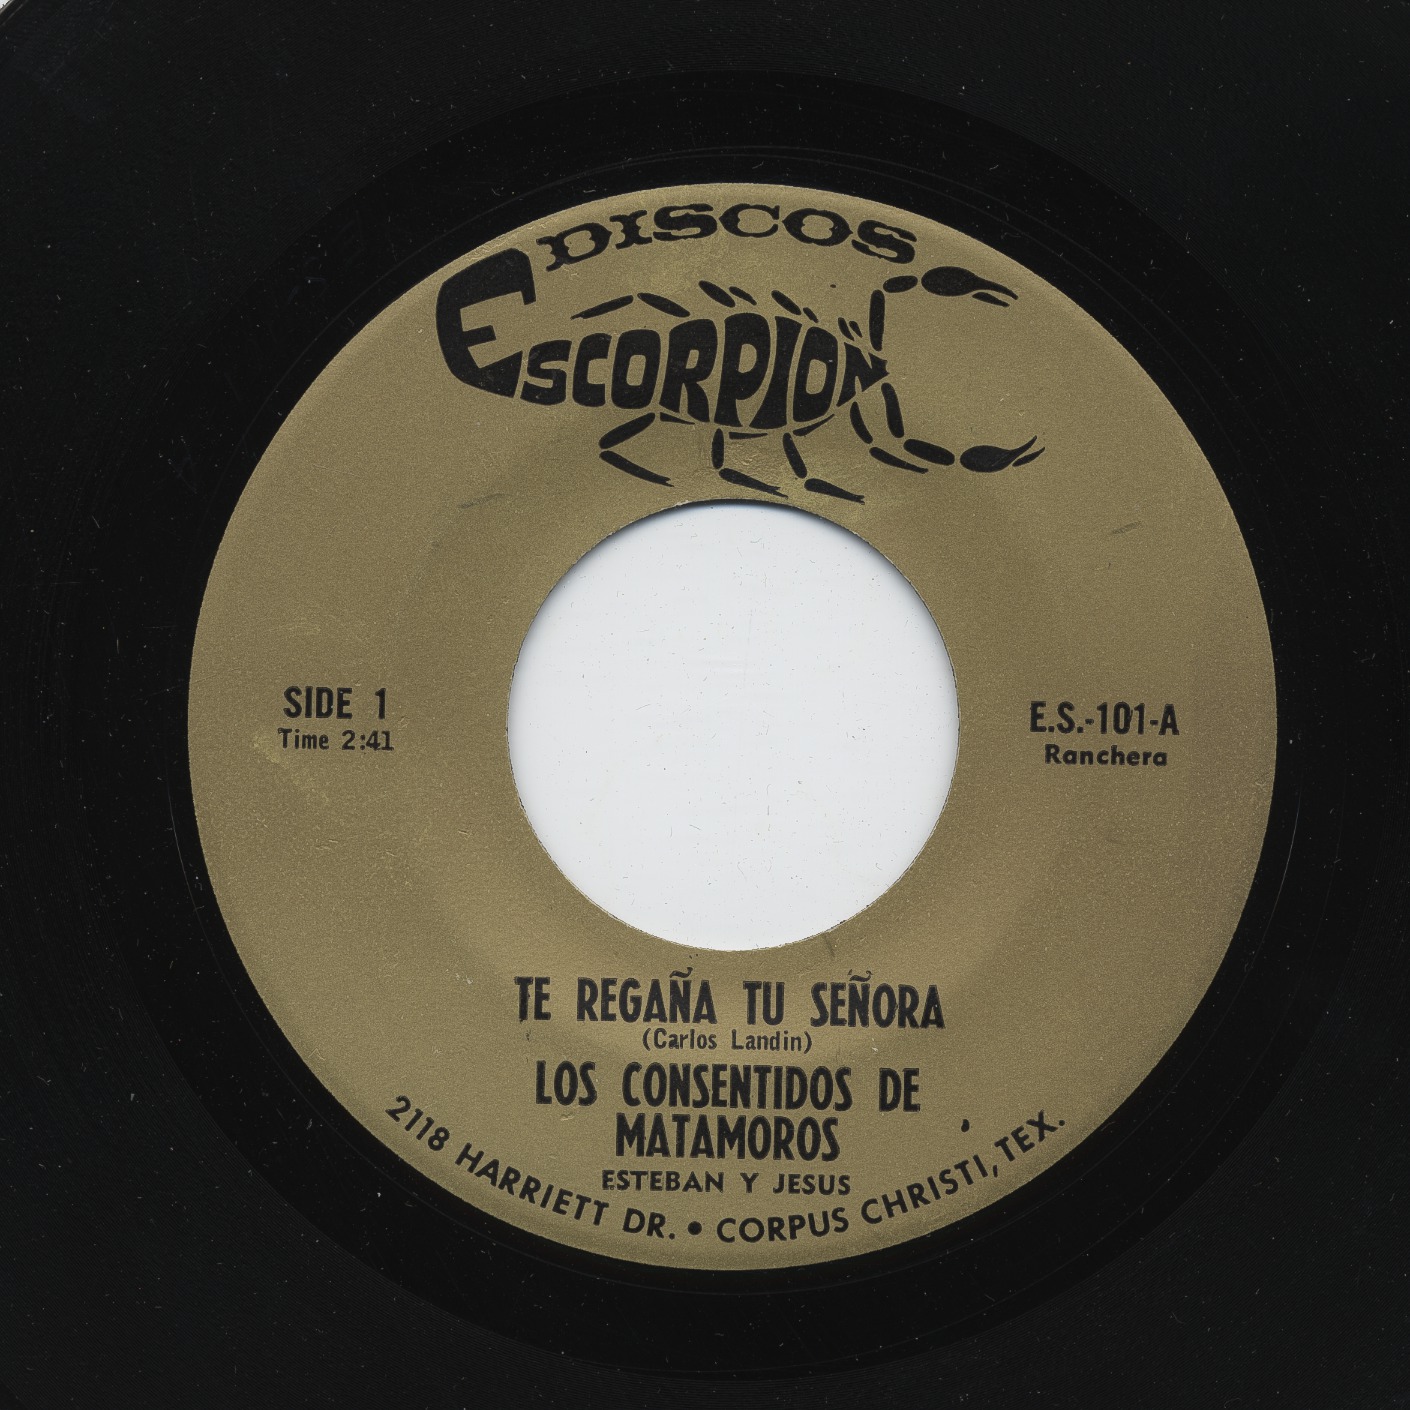 DISCOS
ESCORPION
SIDE 1
Time 2:41
E.S.-101-A
Ranchera
TE REGAÑA TU SEÑORA
(Carlos Landin)
LOS CONSENTIDOS DE
MATAMOROS
ESTEBAN Y JESUS
2118 HARRIETT DR. • CORPUS CHRISTI, TEX.